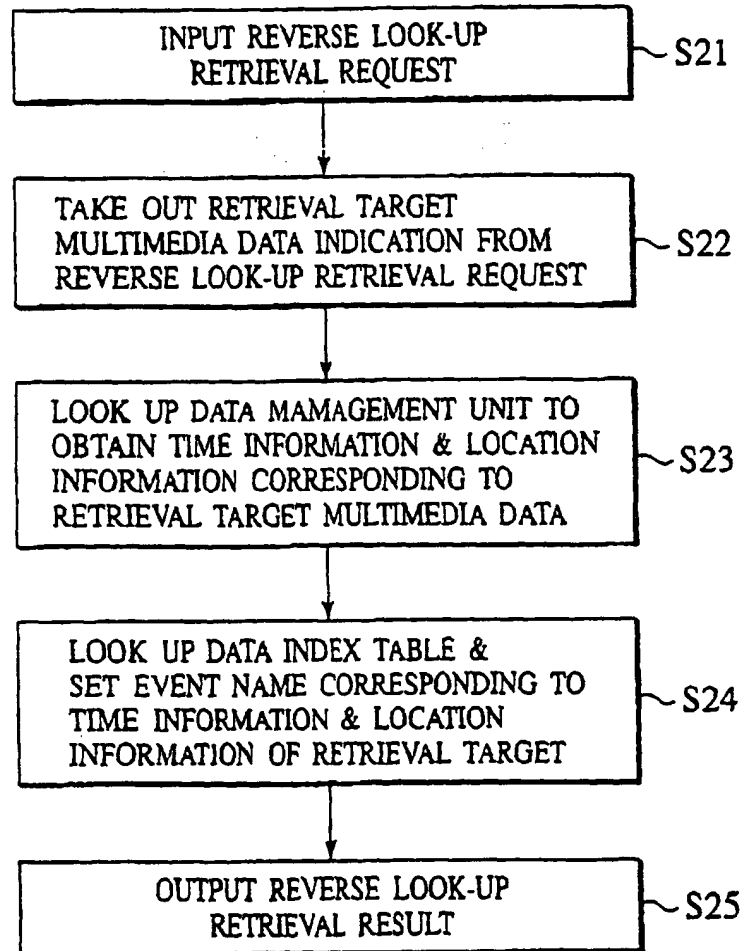 INPUT REVERSE LOOK-UP
RETRIEVAL REQUEST
S21
TAKE OUT RETRIEVAL TARGET
MULTIMEDIA DATA INDICATION FROM
REVERSE LOOK-UP RETRIEVAL REQUEST
S22
LOOK UP DATA MAMAGEMENT UNIT TO
OBTAIN TIME INFORMATION & LOCATION
INFORMATION CORRESPONDING TO
RETRIEVAL TARGET MULTIMEDIA DATA
S23
LOOK UP DATA INDEX TABLE &
SET EVENT NAME CORRESPONDING TO
TIME INFORMATION & LOCATION
INFORMATION OF RETRIEVAL TARGET
S24
OUTPUT REVERSE LOOK-UP
RETRIEVAL RESULT
S25